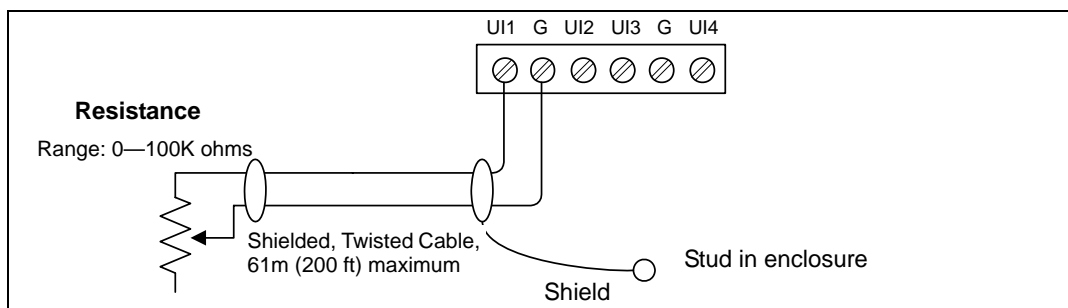 UI1 G UI2 UI3 G UI4
Resistance
Range: 0—100K ohms
Shielded, Twisted Cable,
61m (200 ft) maximum
Stud in enclosure
Shield